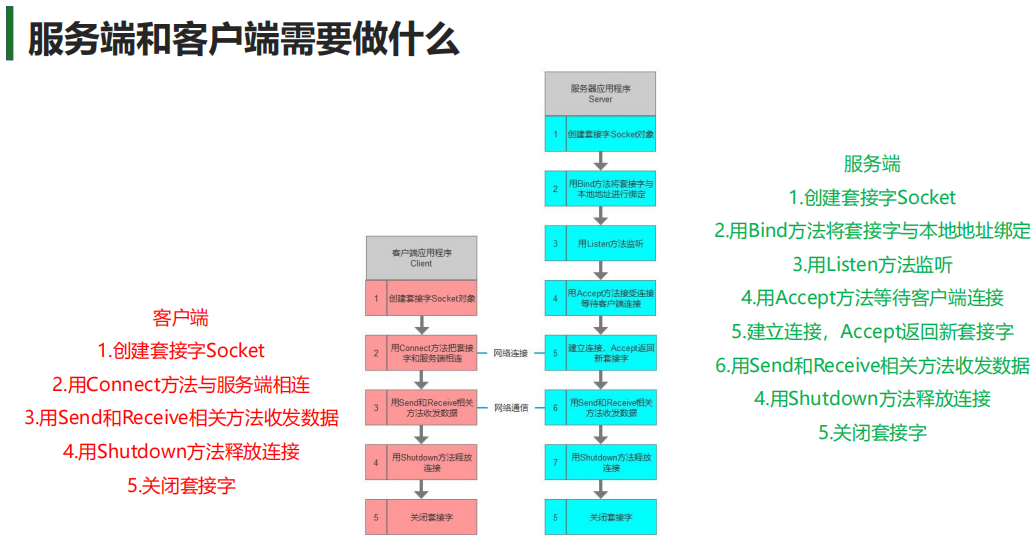 服务端和客户端需要做什么
服务器应用程序
Server
1 创建套接字Socket对象
2 用Bind方法将套接字与
本地地址进行绑定
3 用Listen方法监听
4 用Accept方法接受连接
等待客户端连接
5 建立连接，Accept返回
新套接字
6 用Send和Receive相关
方法收发数据
7 用Shutdown方法释放
连接
5 关闭套接字
客户端应用程序
Client
1 创建套接字Socket对象
2 用Connect方法把套接
字和服务端相连
3 用Send和Receive相关
方法收发数据
4 用Shutdown方法释放
连接
5 关闭套接字
网络连接
网络通信
客户端
1.创建套接字Socket
2.用Connect方法与服务端相连
3.用Send和Receive相关方法收发数据
4.用Shutdown方法释放连接
5.关闭套接字
服务端
1.创建套接字Socket
2.用Bind方法将套接字与本地地址绑定
3.用Listen方法监听
4.用Accept方法等待客户端连接
5.建立连接，Accept返回新套接字
6.用Send和Receive相关方法收发数据
4.用Shutdown方法释放连接
5.关闭套接字